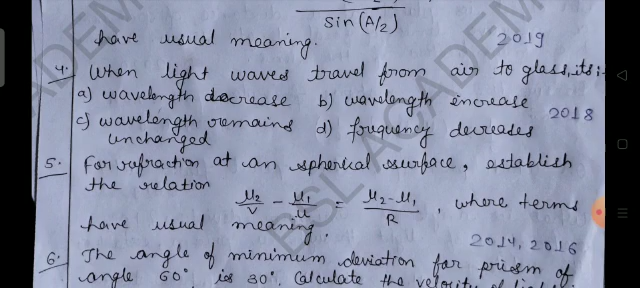 Sin(A/2)
have usual meaning. 2019
4. When light waves travel from air to glass, its:
a) wavelength decrease b) wavelength increase
2018
c) wavelength remains d) frequency decreases
unchanged
5. For refraction at an spherical surface, establish
the relation
μ2/v - μ1/u = μ2-μ1/R, where terms
have usual meaning.
2014, 2016
6. The angle of minimum deviation for prism of
angle 60° is 30°. Calculate the velocity of
BSL ACADEMY